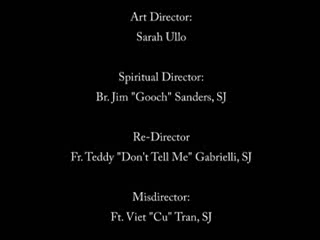 Art Director:
Sarah Ullo
Spiritual Director:
Br. Jim "Gooch" Sanders, SJ
Re-Director
Fr. Teddy "Don't Tell Me" Gabrielli, SJ
Misdirector:
Ft. Viet "Cu" Tran, SJ